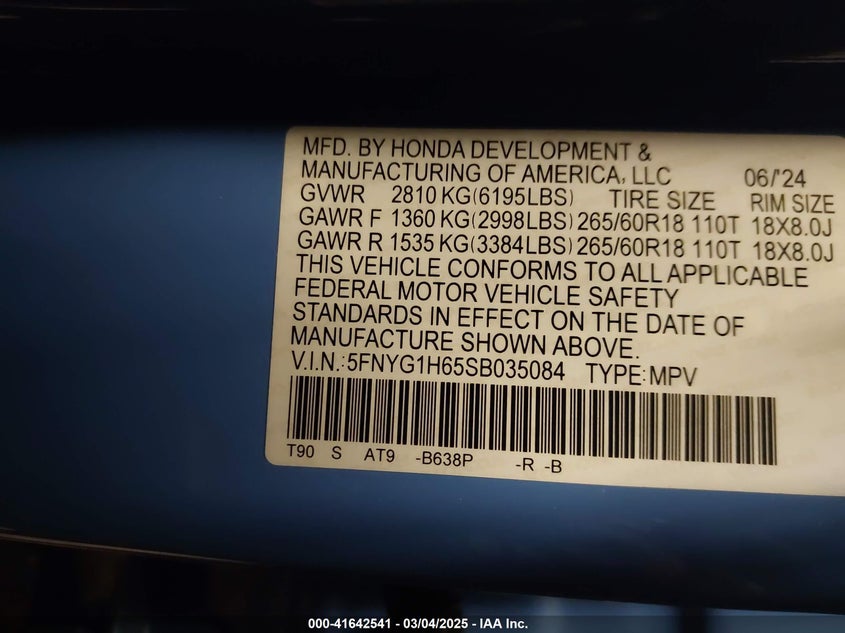 MFD. BY HONDA DEVELOPMENT &
MANUFACTURING OF AMERICA, LLC 06/'24
GVWR 2810 KG(6195LBS) TIRE SIZE RIM SIZE
GAWR F 1360 KG(2998LBS) 265/60R18 110T 18X8.0J
GAWR R 1535 KG(3384LBS) 265/60R18 110T 18X8.0J
THIS VEHICLE CONFORMS TO ALL APPLICABLE
FEDERAL MOTOR VEHICLE SAFETY
STANDARDS IN EFFECT ON THE DATE OF
MANUFACTURE SHOWN ABOVE.
V.I.N.:5FNYG1H65SB035084 TYPE:MPV
T90 S AT9 -B638P -R -B
000-41642541 - 03/04/2025 - IAA Inc.